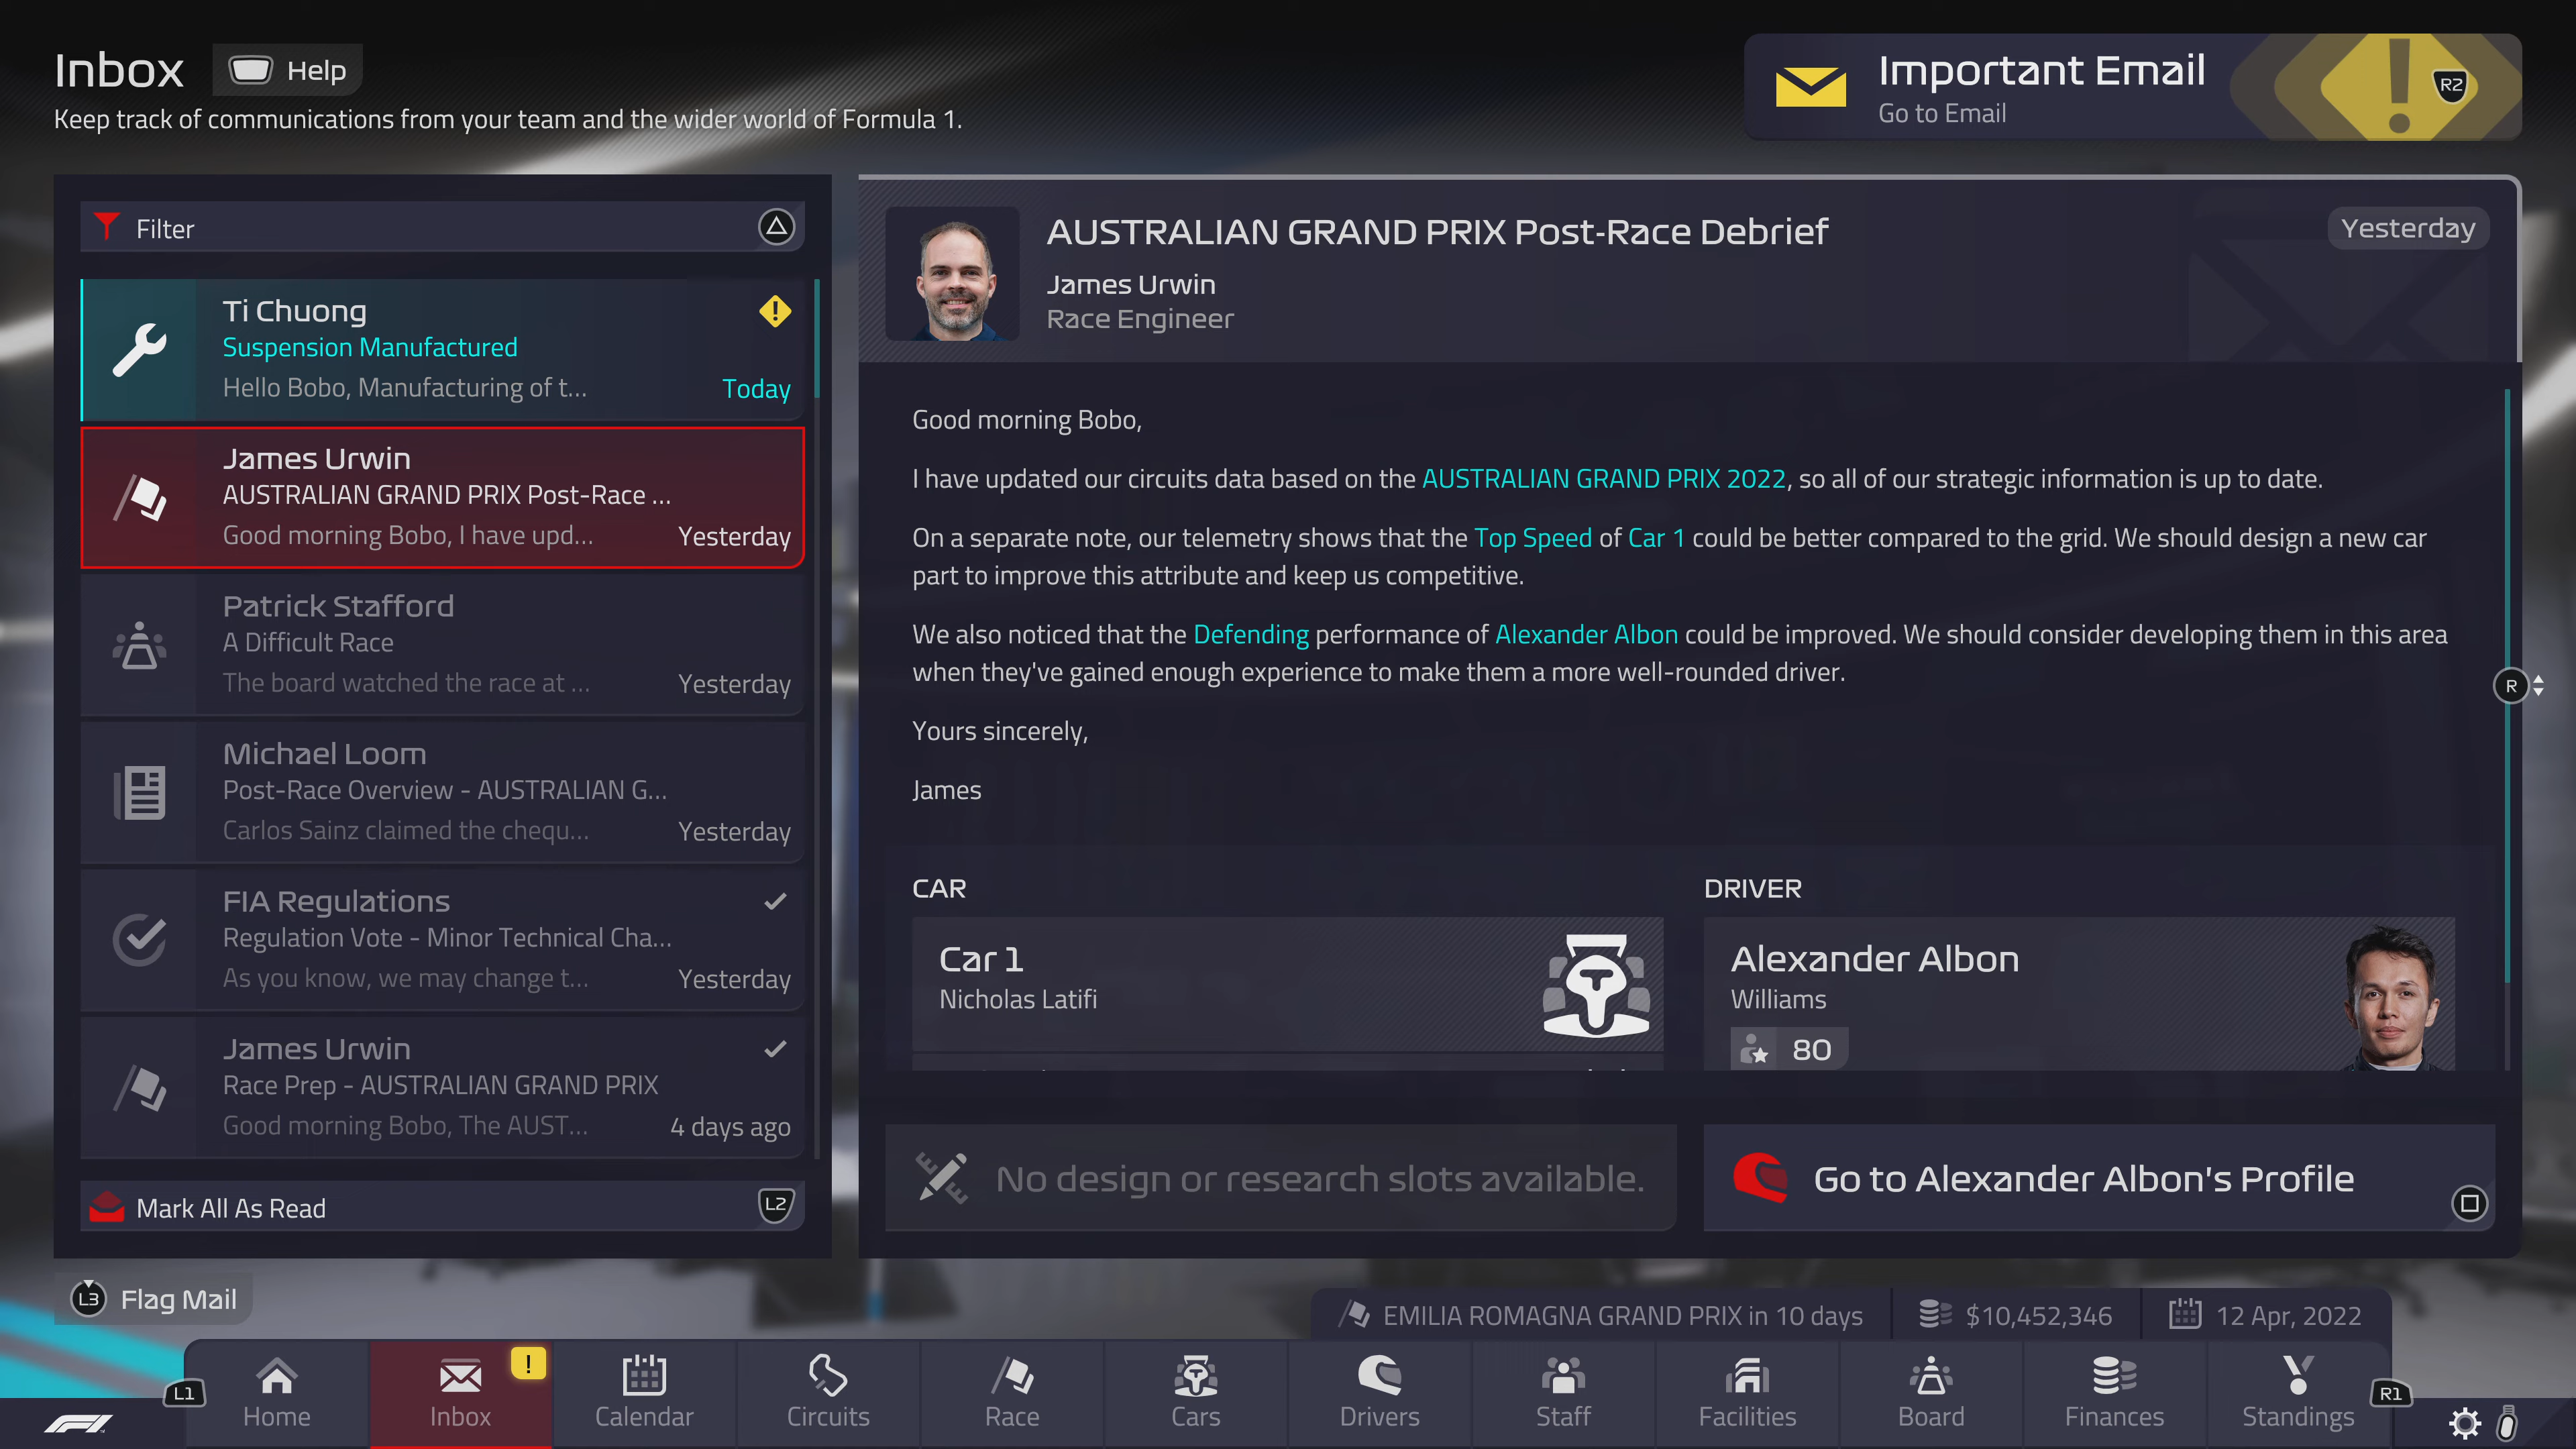 Inbox
Help
Keep track of communications from your team and the wider world of Formula 1.
Important Email
Go to Email
R2
Filter
Ti Chuong
Suspension Manufactured
Hello Bobo, Manufacturing of t...
Today
James Urwin
AUSTRALIAN GRAND PRIX Post-Race ...
Good morning Bobo, I have upd...
Yesterday
Patrick Stafford
A Difficult Race
The board watched the race at ...
Yesterday
Michael Loom
Post-Race Overview - AUSTRALIAN G...
Carlos Sainz claimed the chequ...
Yesterday
FIA Regulations
Regulation Vote - Minor Technical Cha...
As you know, we may change t...
Yesterday
James Urwin
Race Prep - AUSTRALIAN GRAND PRIX
Good morning Bobo, The AUST...
4 days ago
Mark All As Read
L2
AUSTRALIAN GRAND PRIX Post-Race Debrief
Yesterday
James Urwin
Race Engineer
Good morning Bobo,
I have updated our circuits data based on the AUSTRALIAN GRAND PRIX 2022, so all of our strategic information is up to date.
On a separate note, our telemetry shows that the Top Speed of Car 1 could be better compared to the grid. We should design a new car
part to improve this attribute and keep us competitive.
We also noticed that the Defending performance of Alexander Albon could be improved. We should consider developing them in this area
when they've gained enough experience to make them a more well-rounded driver.
R
Yours sincerely,
James
CAR
Car 1
Nicholas Latifi
DRIVER
Alexander Albon
Williams
80
No design or research slots available.
Go to Alexander Albon's Profile
L3
Flag Mail
EMILIA ROMAGNA GRAND PRIX in 10 days
$10,452,346
12 Apr, 2022
L1
Home
Inbox
!
Calendar
Circuits
Race
Cars
Drivers
Staff
Facilities
Board
Finances
Standings
R1
F1